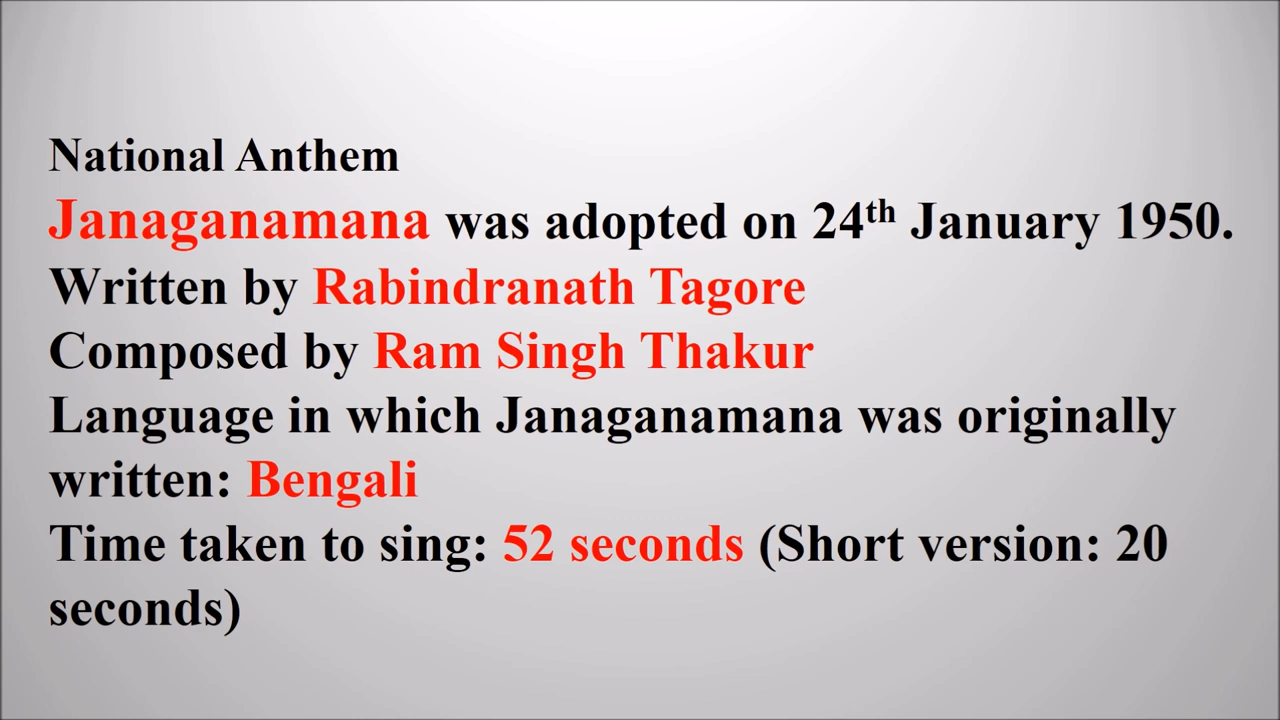 National Anthem
Janaganamana was adopted on 24th January 1950.
Written by Rabindranath Tagore
Composed by Ram Singh Thakur
Language in which Janaganamana was originally
written: Bengali
Time taken to sing: 52 seconds (Short version: 20
seconds)